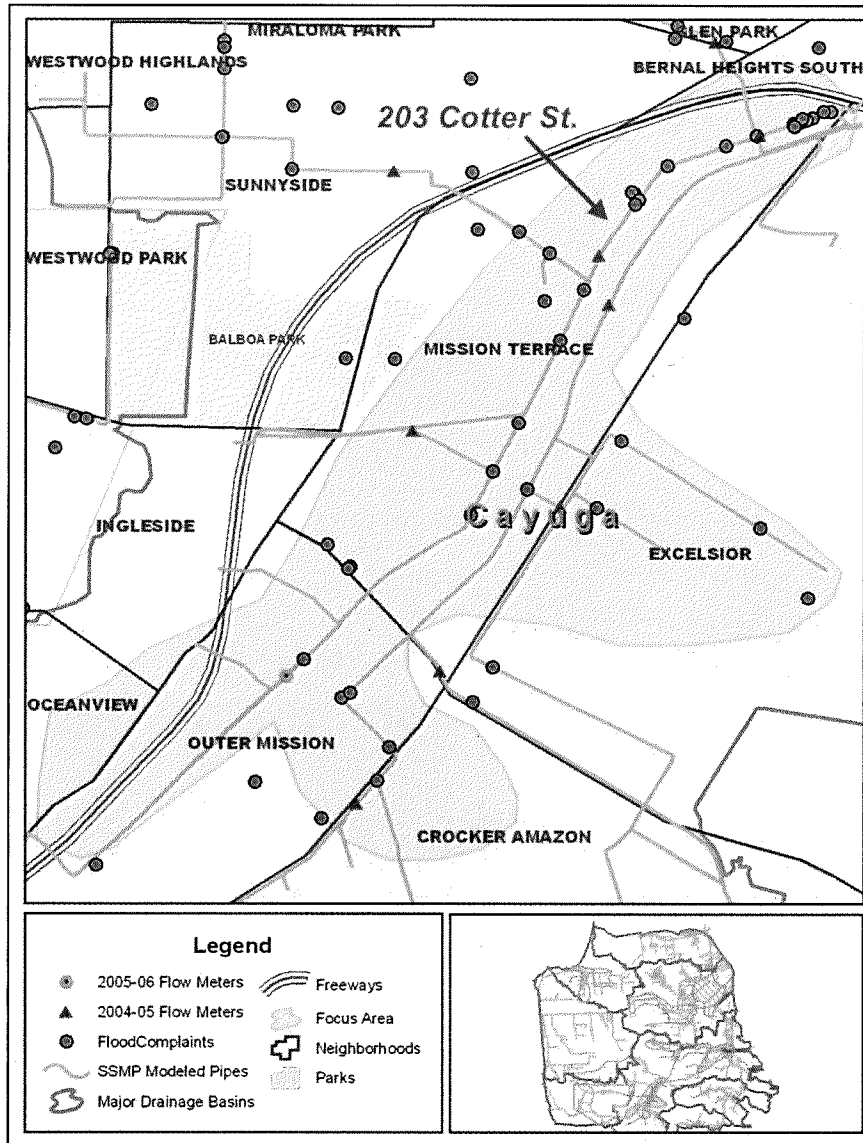 MIRALOMA PARK
GLEN PARK
WESTWOOD HIGHLANDS
BERNAL HEIGHTS SOUTH
203 Cotter St.
SUNNYSIDE
WESTWOOD PARK
BALBOA PARK
MISSION TERRACE
Cayuga
INGLESIDE
EXCELSIOR
OCEANVIEW
OUTER MISSION
CROCKER AMAZON
Legend
2005-06 Flow Meters
2004-05 Flow Meters
FloodComplaints
SSMP Modeled Pipes
Major Drainage Basins
Freeways
Focus Area
Neighborhoods
Parks